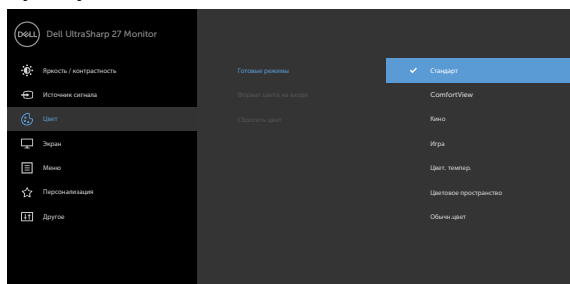 DELL
Dell UltraSharp 27 Monitor
Яркость / контрастность
Источник сигнала
Цвет
Экран
Меню
Персонализация
Другое
Готовые режимы
Формат цвета на входе
Сбросить цвет
Стандарт
ComfortView
Кино
Игра
Цвет. темпер.
Цветовое пространство
Обычн.цвет